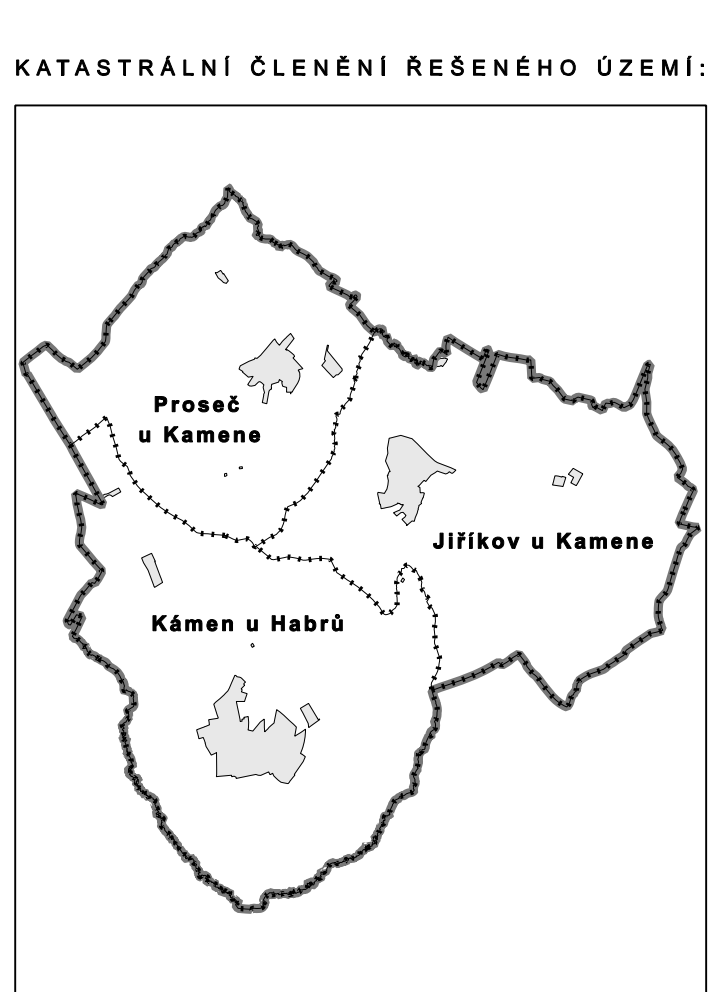 KATASTRÁLNÍ ČLENĚNÍ ŘEŠENÉHO ÚZEMÍ:
Proseč
u Kamene
Jiříkov u Kamene
Kámen u Habrů